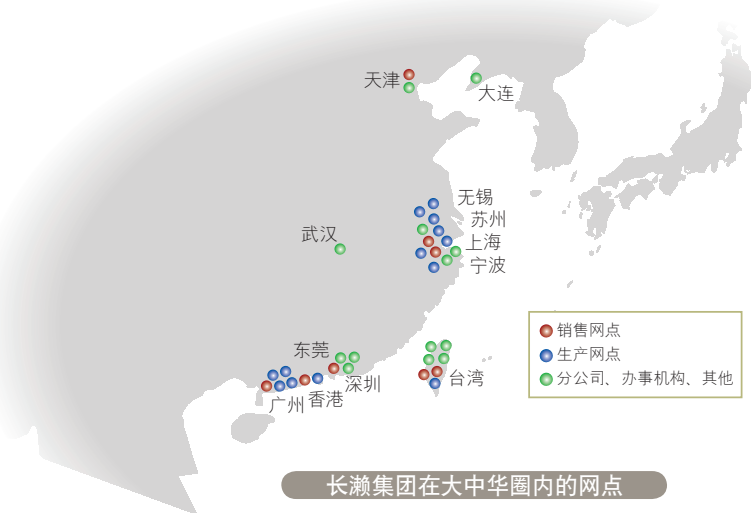 天津
大连
无锡
苏州
上海
宁波
武汉
东莞
深圳
香港
广州
台湾
销售网点
生产网点
分公司、办事机构、其他
长濑集团在大中华圈内的网点